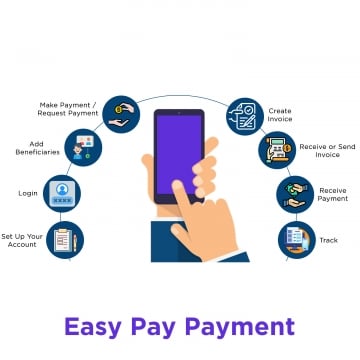 Make Payment /
Request Payment
Create
Invoice
Add
Beneficiaries
Receive or Send
Invoice
Login
XXXX
Receive
Payment
Set Up Your
Account
Track
Easy Pay Payment